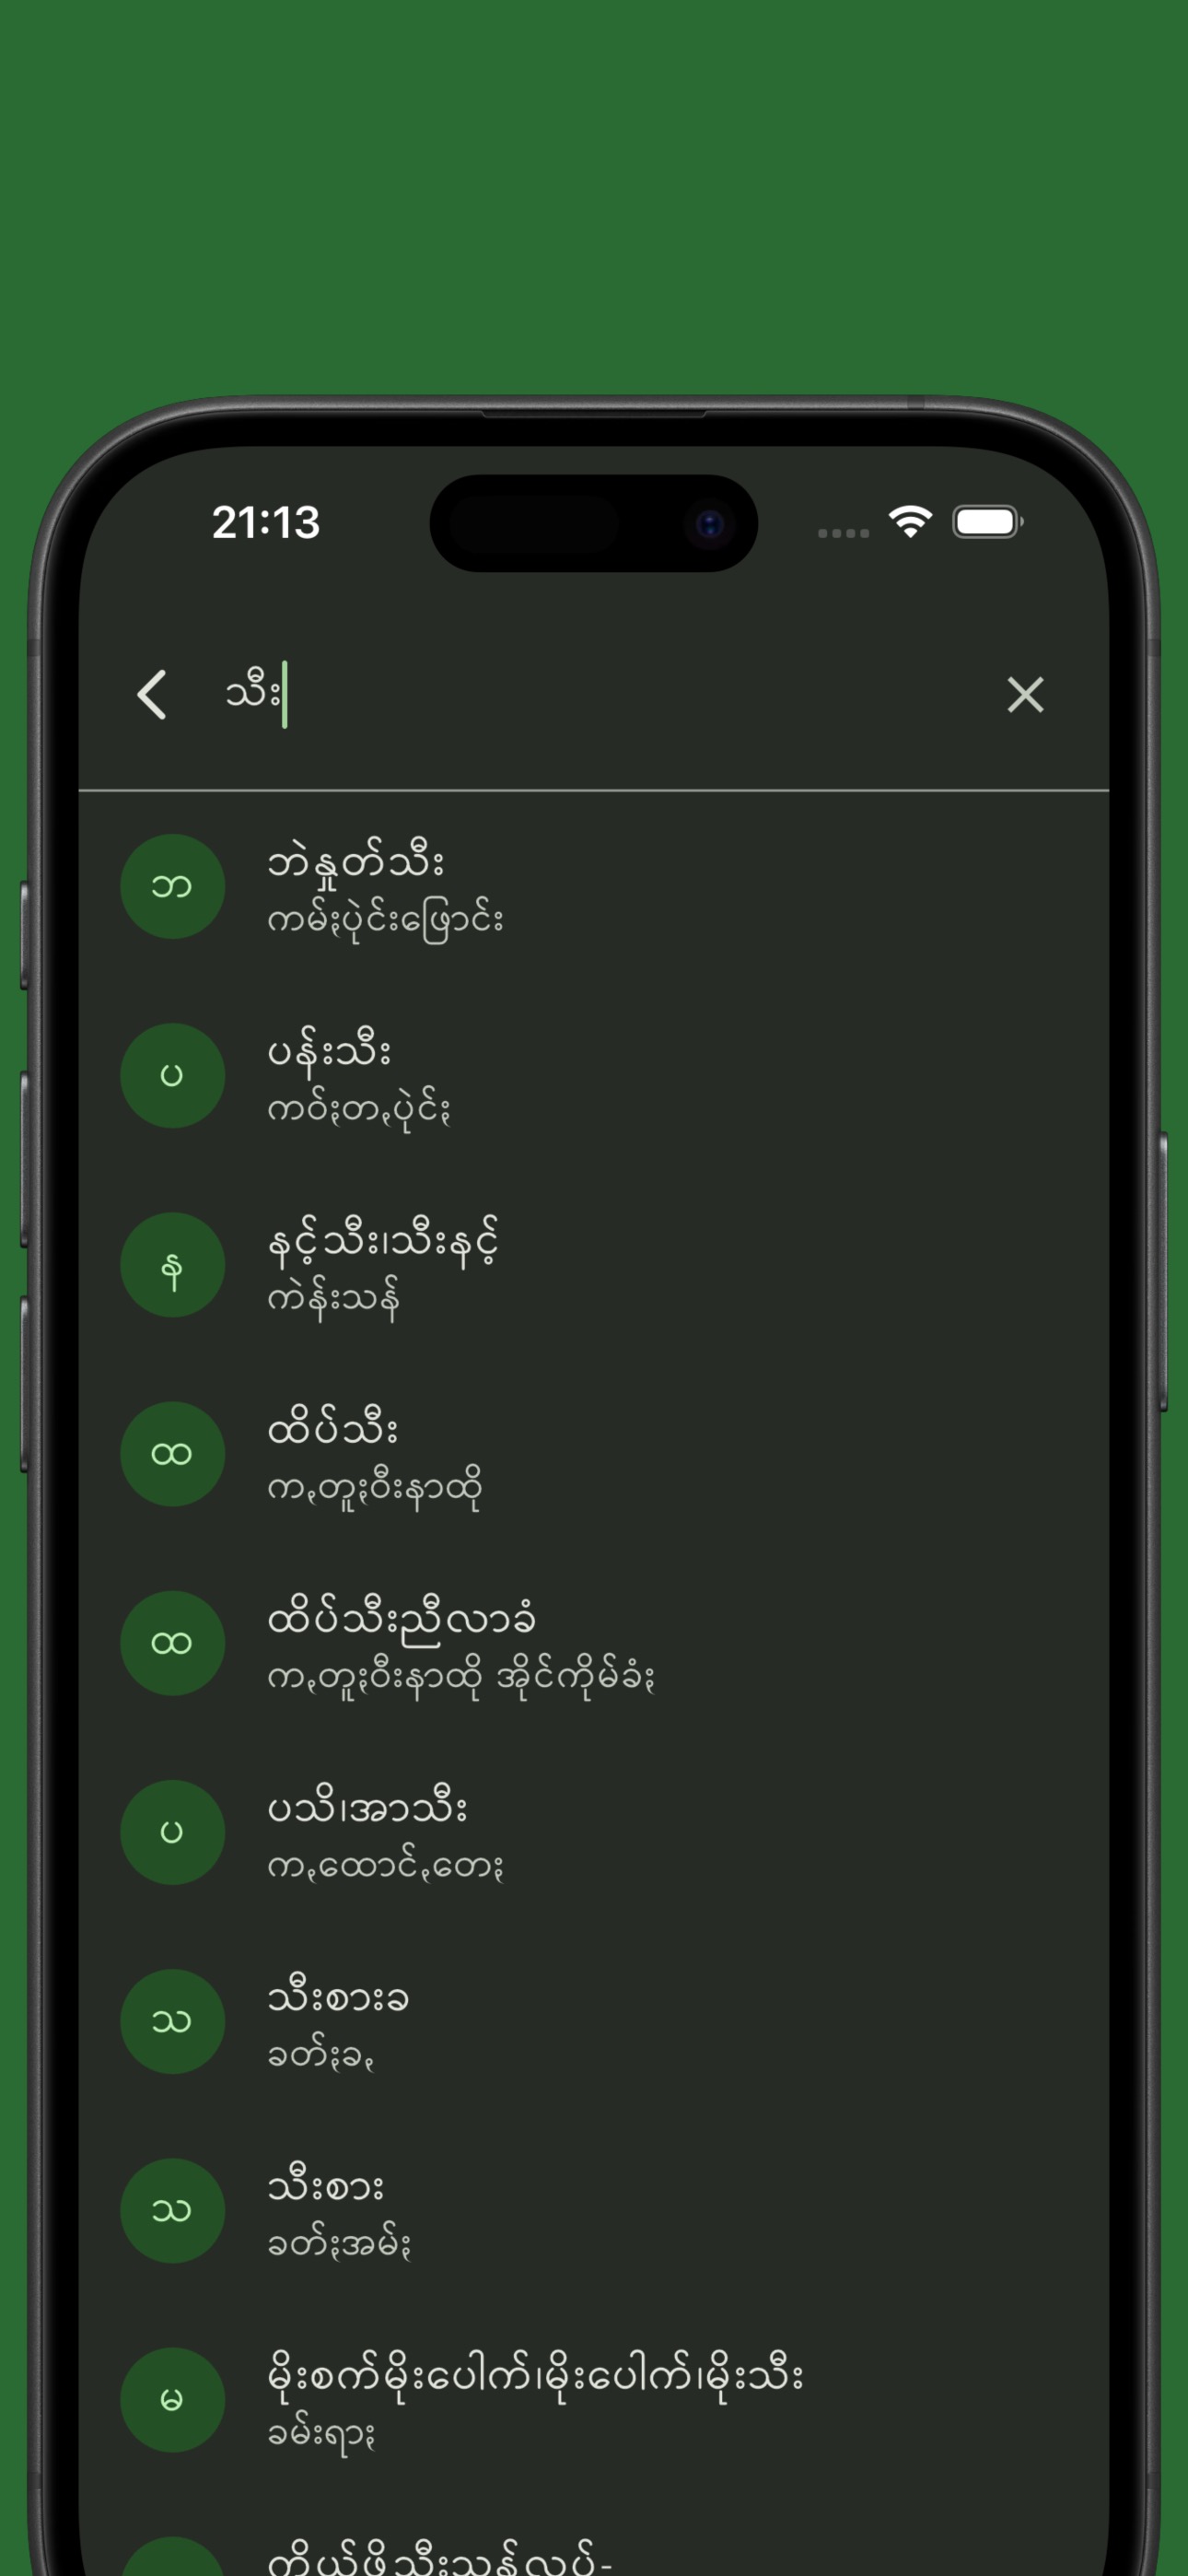 21:13
သီး
ဘ
ဘဲနှုတ်သီး
ကမ်ႈပုဲင်းဖြောင်း
ပ
ပန်းသီး
ကဝ်ႈတႇပုဲင်ႈ
န
နင့်သီး၊သီးနင့်
ကဲန်းသန်
ထ
ထိပ်သီး
ကႇတူႈဝီးနာထို
ထ
ထိပ်သီးညီလာခံ
ကႇတူႈဝီးနာထို အိုင်ကိုမ်ခံႈ
ပ
ပသိ၊အာသီး
ကႇထောင်ႇတေႈ
သ
သီးစားခ
ခတ်ႈခႇ
သ
သီးစား
ခတ်ႈအမ်ႈ
မ
မိုးစက်မိုးပေါက်၊မိုးပေါက်၊မိုးသီး
ခမ်းရာႈ